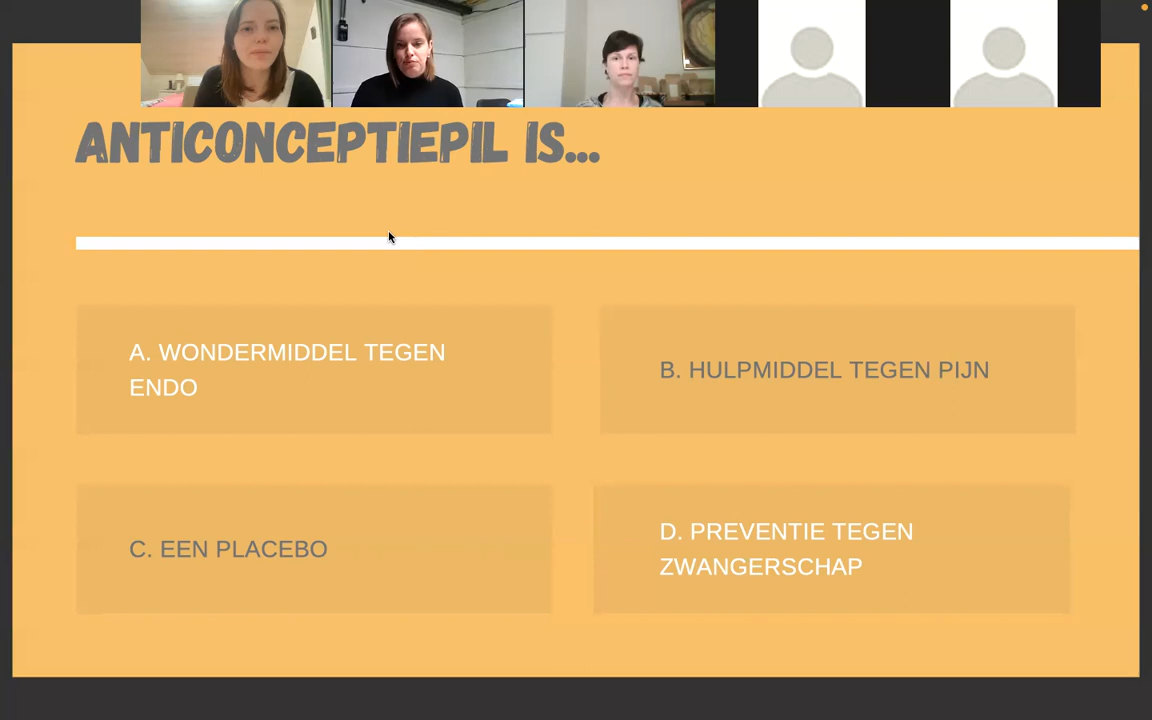 ANTICONCEPTIEPIL IS...
A. WONDERMIDDEL TEGEN
ENDO
B. HULPMIDDEL TEGEN PIJN
C. EEN PLACEBO
D. PREVENTIE TEGEN
ZWANGERSCHAP